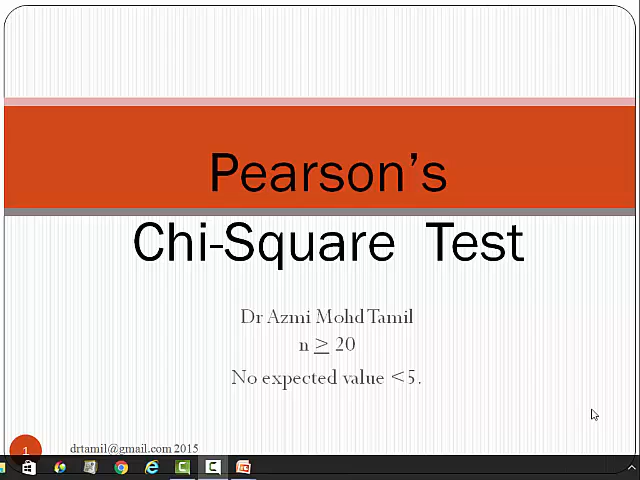 Pearson’s
Chi-Square Test
Dr Azmi Mohd Tamil
n ≥ 20
No expected value <5.
1
drtamil@gmail.com 2015